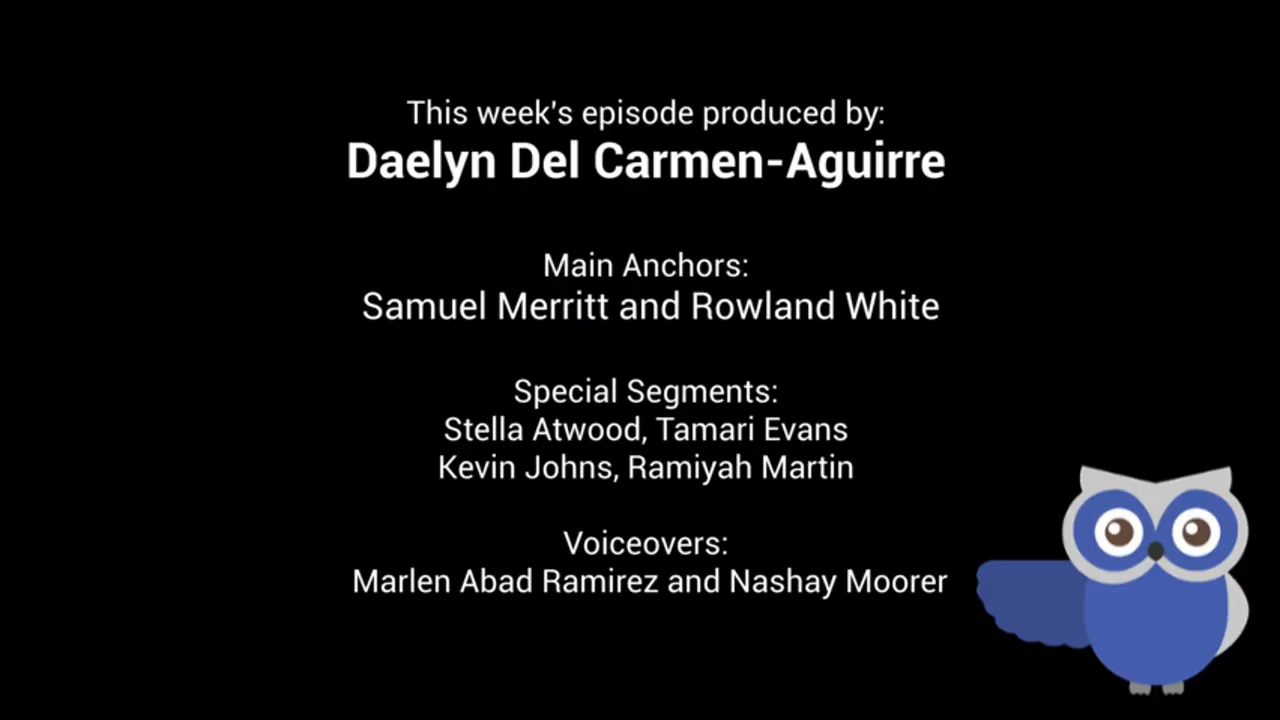 This week's episode produced by:
Daelyn Del Carmen-Aguirre
Main Anchors:
Samuel Merritt and Rowland White
Special Segments:
Stella Atwood, Tamari Evans
Kevin Johns, Ramiyah Martin
Voiceovers:
Marlen Abad Ramirez and Nashay Moorer